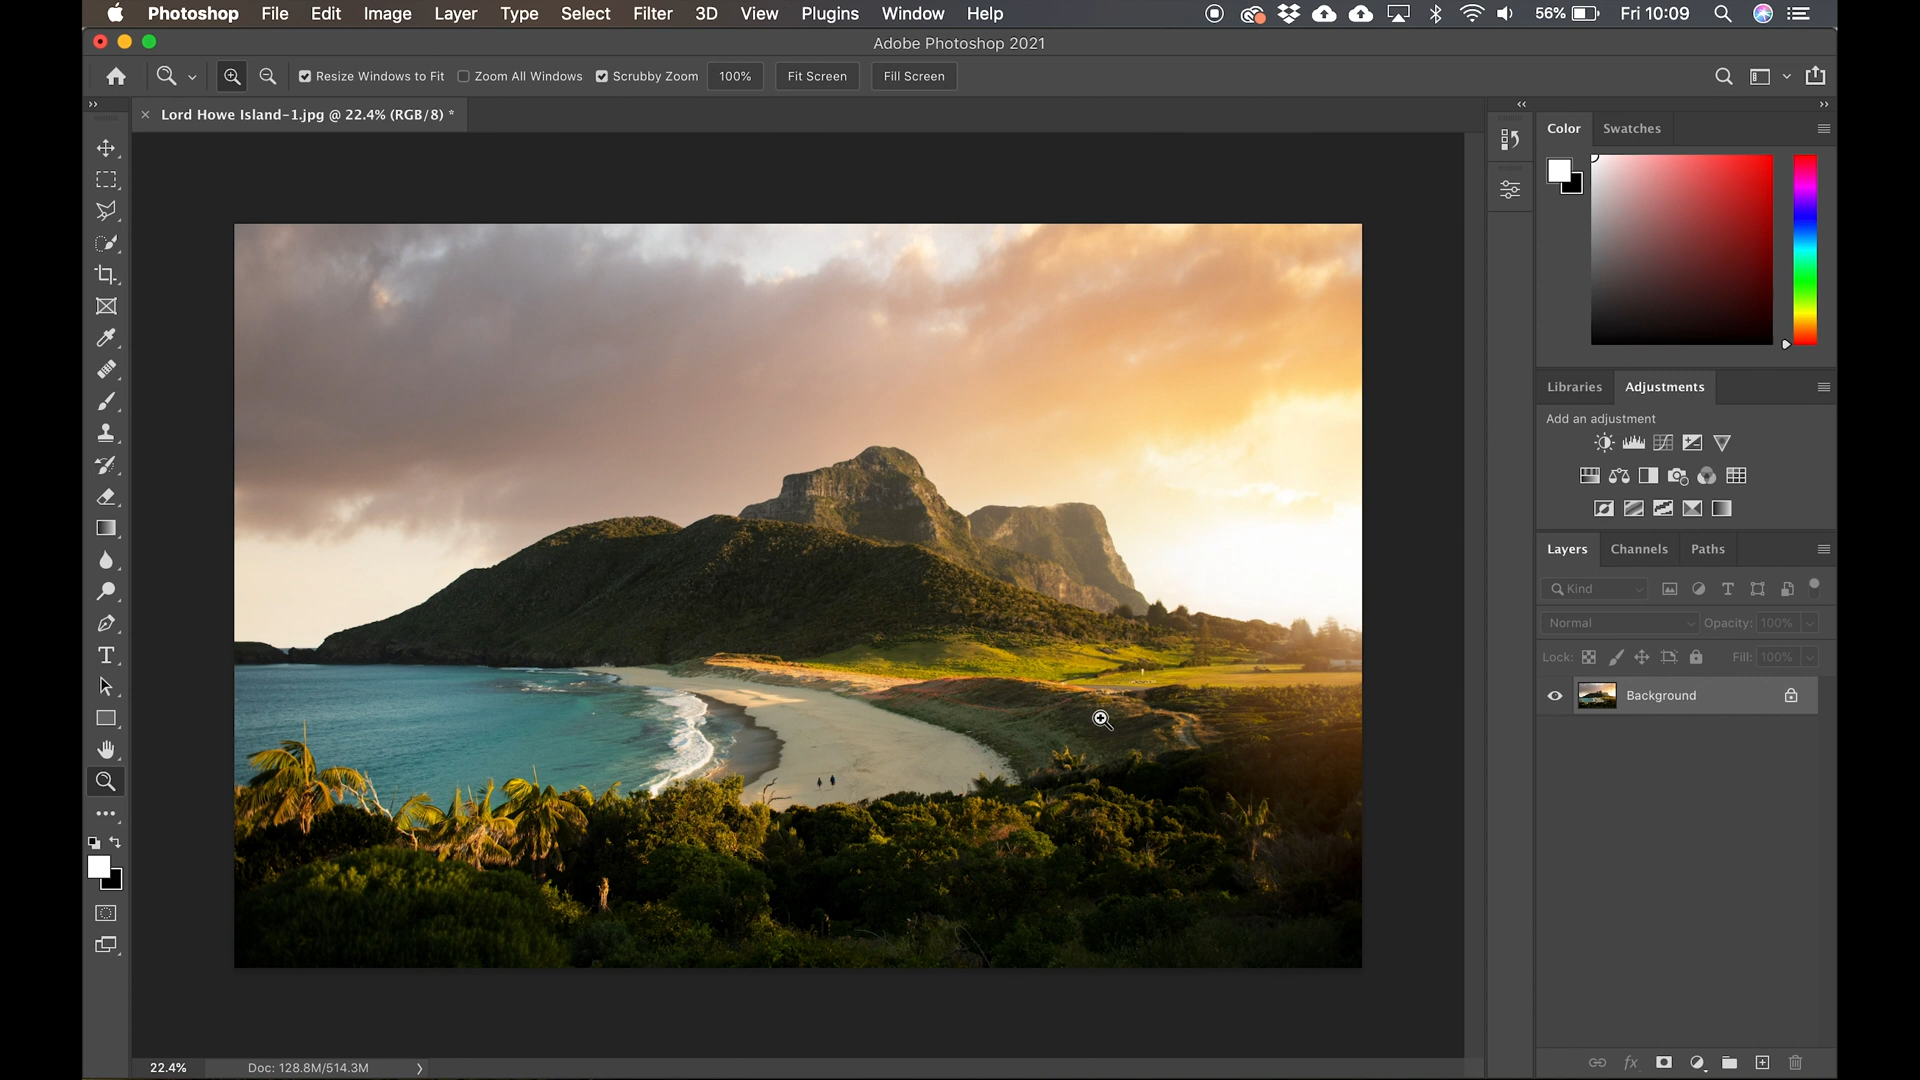 Photoshop File Edit Image Layer Type Select Filter 3D View Plugins Window Help 56% Fri 10:09
Adobe Photoshop 2021
Resize Windows to Fit Zoom All Windows Scrubby Zoom 100% Fit Screen Fill Screen
Lord Howe Island-1.jpg @ 22.4% (RGB/8) *
Color Swatches
Libraries Adjustments
Add an adjustment
Layers Channels Paths
Kind
Normal Opacity: 100%
Lock: Fill: 100%
Background
22.4% Doc: 128.8M/514.3M